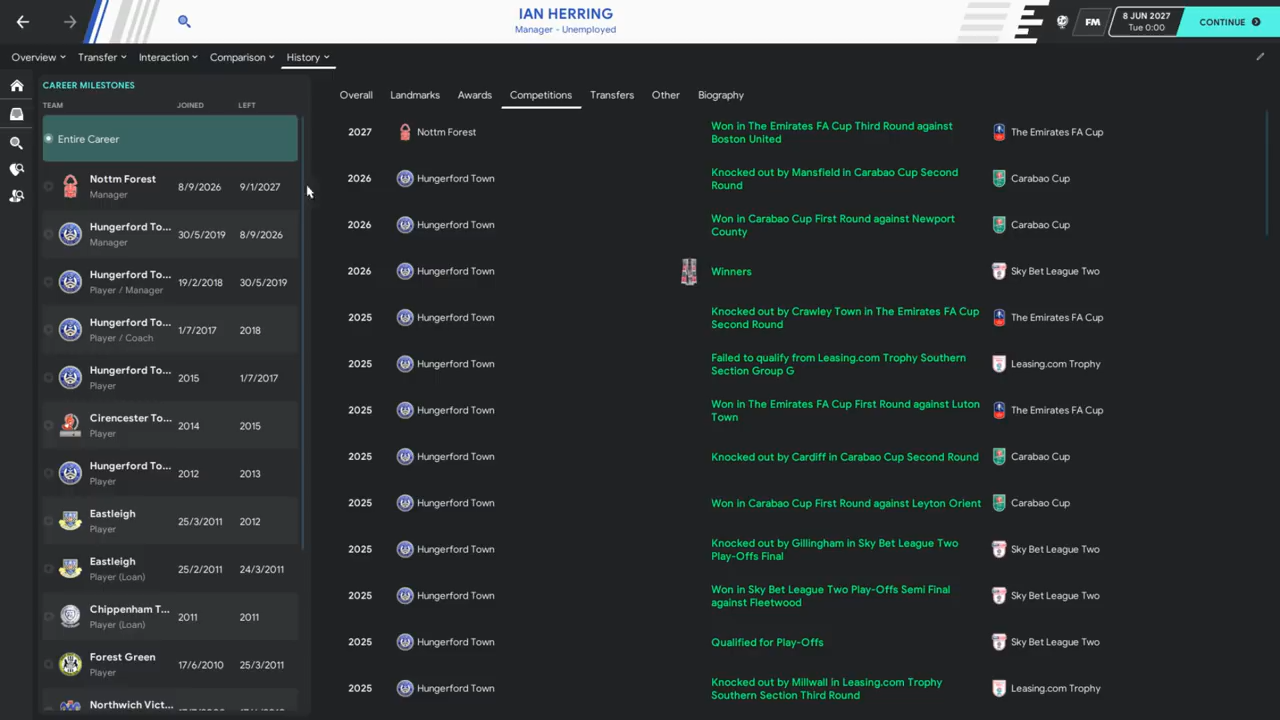 IAN HERRING
Manager - Unemployed
FM
8 JUN 2027
Tue 0:00
CONTINUE
Overview
Transfer
Interaction
Comparison
History
CAREER MILESTONES
TEAM JOINED LEFT
Entire Career
Nottm Forest
Manager
8/9/2026 9/1/2027
Hungerford To...
Manager
30/5/2019 8/9/2026
Hungerford To...
Player / Manager
19/2/2018 30/5/2019
Hungerford To...
Player / Coach
1/7/2017 2018
Hungerford To...
Player
2015 1/7/2017
Cirencester To...
Player
2014 2015
Hungerford To...
Player
2012 2013
Eastleigh
Player
25/3/2011 2012
Eastleigh
Player (Loan)
25/2/2011 24/3/2011
Chippenham T...
Player (Loan)
2011 2011
Forest Green
Player
17/6/2010 25/3/2011
Northwich Vict...
Overall Landmarks Awards Competitions Transfers Other Biography
2027 Nottm Forest Won in The Emirates FA Cup Third Round against
Boston United
The Emirates FA Cup
2026 Hungerford Town Knocked out by Mansfield in Carabao Cup Second
Round
Carabao Cup
2026 Hungerford Town Won in Carabao Cup First Round against Newport
County
Carabao Cup
2026 Hungerford Town Winners Sky Bet League Two
2025 Hungerford Town Knocked out by Crawley Town in The Emirates FA Cup
Second Round
The Emirates FA Cup
2025 Hungerford Town Failed to qualify from Leasing.com Trophy Southern
Section Group G
Leasing.com Trophy
2025 Hungerford Town Won in The Emirates FA Cup First Round against Luton
Town
The Emirates FA Cup
2025 Hungerford Town Knocked out by Cardiff in Carabao Cup Second Round Carabao Cup
2025 Hungerford Town Won in Carabao Cup First Round against Leyton Orient Carabao Cup
2025 Hungerford Town Knocked out by Gillingham in Sky Bet League Two
Play-Offs Final
Sky Bet League Two
2025 Hungerford Town Won in Sky Bet League Two Play-Offs Semi Final
against Fleetwood
Sky Bet League Two
2025 Hungerford Town Qualified for Play-Offs Sky Bet League Two
2025 Hungerford Town Knocked out by Millwall in Leasing.com Trophy
Southern Section Third Round
Leasing.com Trophy